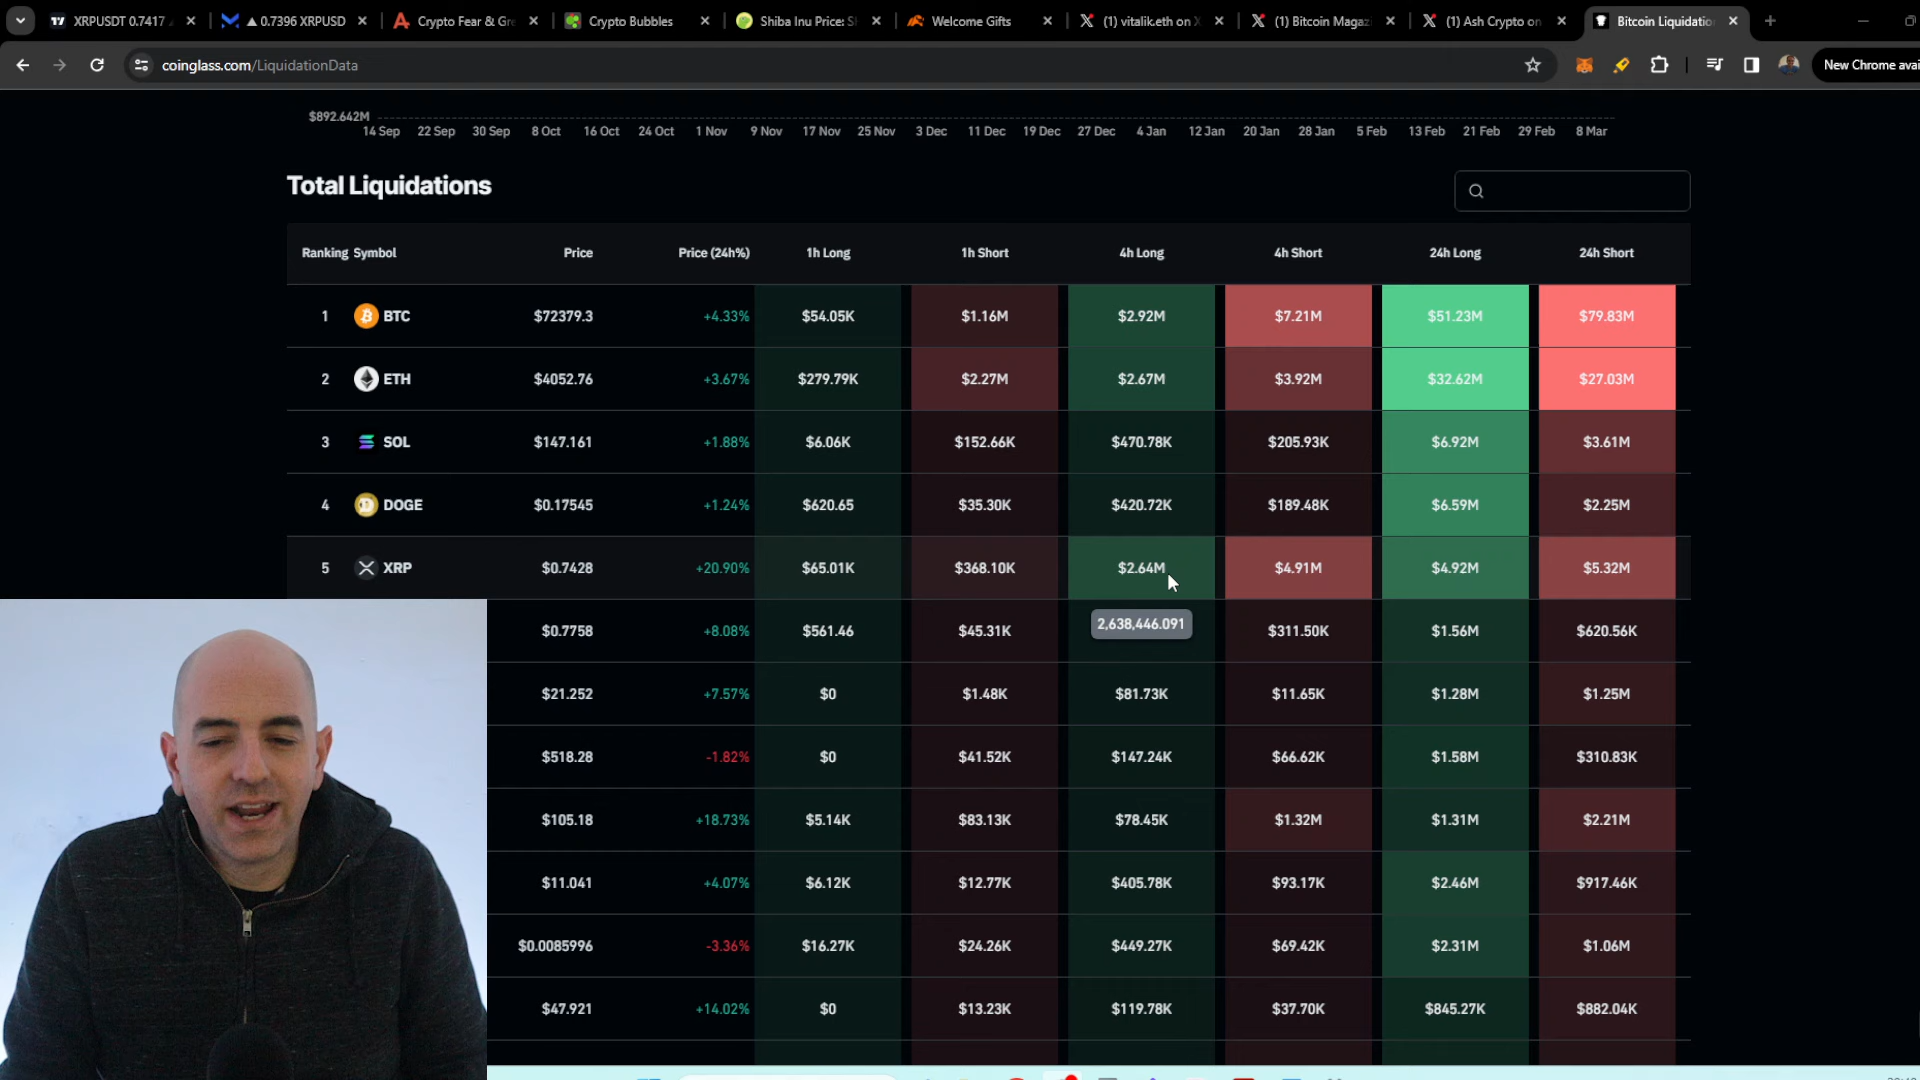 XRPUSDT 0.7417
▲ 0.7396 XRPUSD
Crypto Fear & Gre
Crypto Bubbles
Shiba Inu Price: S
Welcome Gifts
(1) vitalik.eth on X
(1) Bitcoin Magazi
(1) Ash Crypto on
Bitcoin Liquidatio
coinglass.com/LiquidationData
New Chrome avai
$892.642M
14 Sep 22 Sep 30 Sep 8 Oct 16 Oct 24 Oct 1 Nov 9 Nov 17 Nov 25 Nov 3 Dec 11 Dec 19 Dec 27 Dec 4 Jan 12 Jan 20 Jan 28 Jan 5 Feb 13 Feb 21 Feb 29 Feb 8 Mar
Total Liquidations
Ranking Symbol Price Price (24h%) 1h Long 1h Short 4h Long 4h Short 24h Long 24h Short
1 BTC $72379.3 +4.33% $54.05K $1.16M $2.92M $7.21M $51.23M $79.83M
2 ETH $4052.76 +3.67% $279.79K $2.27M $2.67M $3.92M $32.62M $27.03M
3 SOL $147.161 +1.88% $6.06K $152.66K $470.78K $205.93K $6.92M $3.61M
4 DOGE $0.17545 +1.24% $620.65 $35.30K $420.72K $189.48K $6.59M $2.25M
5 XRP $0.7428 +20.90% $65.01K $368.10K $2.64M $4.91M $4.92M $5.32M
$0.7758 +8.08% $561.46 $45.31K 2,638,446.091 $311.50K $1.56M $620.56K
$21.252 +7.57% $0 $1.48K $81.73K $11.65K $1.28M $1.25M
$518.28 -1.82% $0 $41.52K $147.24K $66.62K $1.58M $310.83K
$105.18 +18.73% $5.14K $83.13K $78.45K $1.32M $1.31M $2.21M
$11.041 +4.07% $6.12K $12.77K $405.78K $93.17K $2.46M $917.46K
$0.0085996 -3.36% $16.27K $24.26K $449.27K $69.42K $2.31M $1.06M
$47.921 +14.02% $0 $13.23K $119.78K $37.70K $845.27K $882.04K